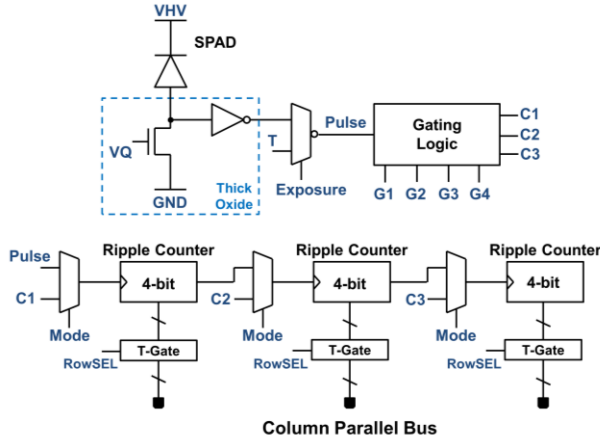 VHV
SPAD
VQ
GND
Thick
Oxide
T
Exposure
Pulse
Gating
Logic
C1
C2
C3
G1 G2 G3 G4
Ripple Counter Ripple Counter Ripple Counter
Pulse
4-bit 4-bit 4-bit
C1 C2 C3
Mode Mode Mode
T-Gate T-Gate T-Gate
RowSEL RowSEL RowSEL
Column Parallel Bus